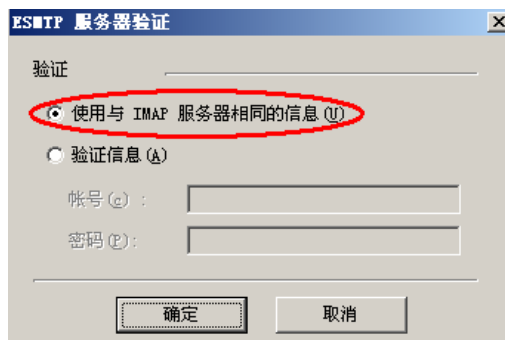 ESMTP 服务器验证
验证
使用与 IMAP 服务器相同的信息(U)
验证信息(A)
帐号(c) :
密码(P):
确定
取消